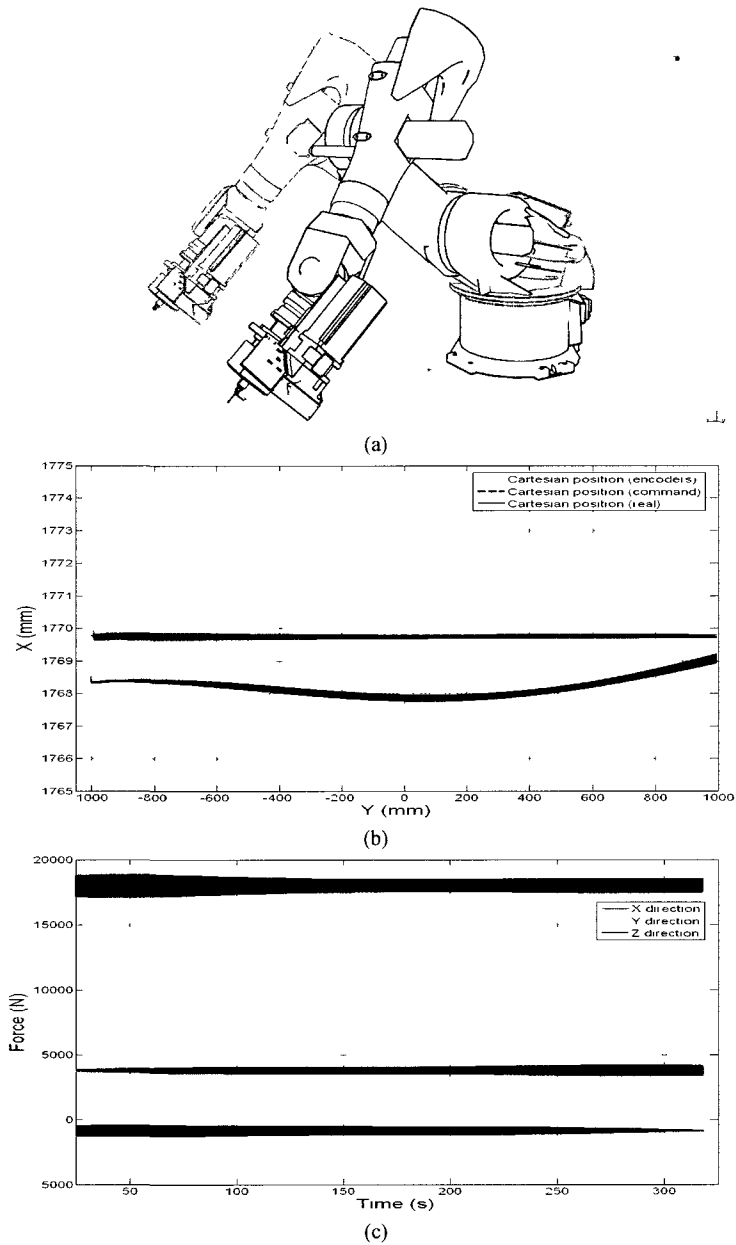 (a)
1775
1774
1773
1772
1771
1770
1769
1768
1767
1766
1765
X (mm)
Cartesian position (encoders)
Cartesian position (command)
Cartesian position (real)
1000 -800 -600 -400 -200 0 200 400 600 800 1000
Y (mm)
(b)
20000
15000
5000
0
5000
Force (N)
X direction
Y direction
Z direction
50 100 150 200 250 300
Time (s)
(c)